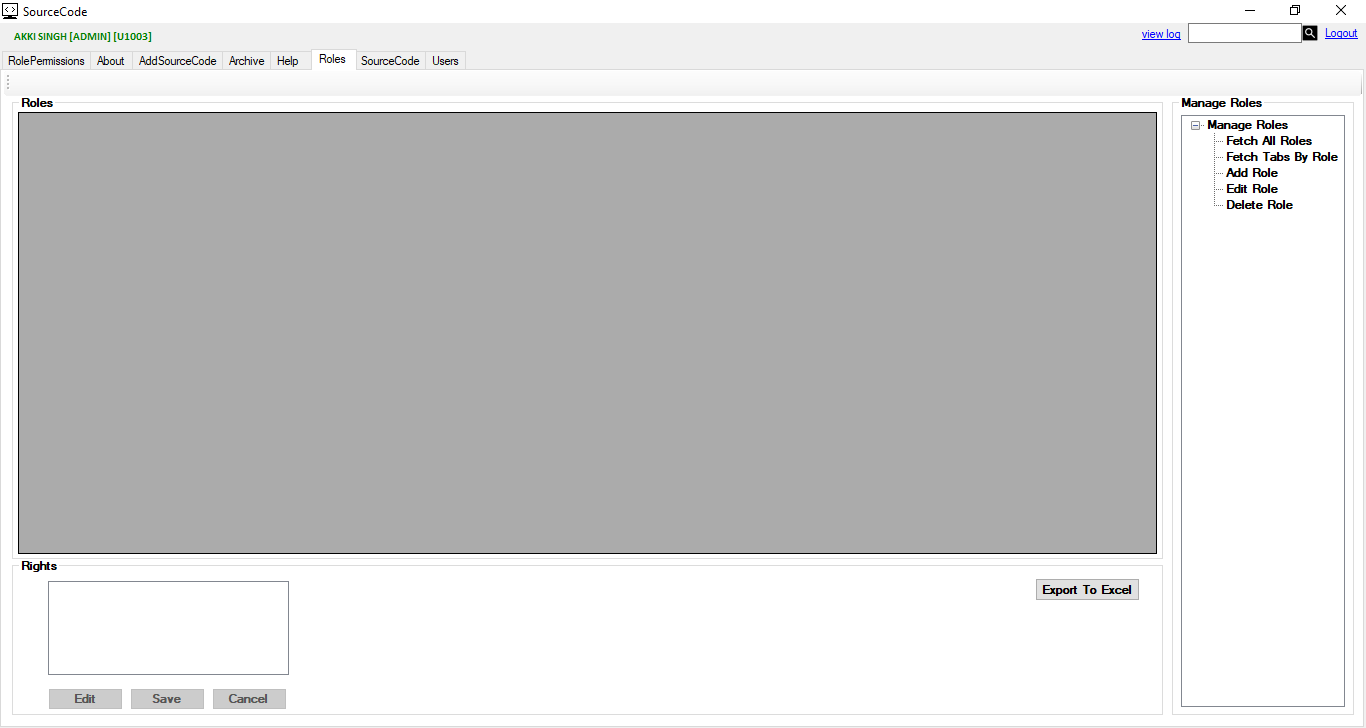 SourceCode
AKKI SINGH [ADMIN] [U1003]
view log
Logout
RolePermissions About AddSourceCode Archive Help Roles SourceCode Users
Roles
Manage Roles
Manage Roles
Fetch All Roles
Fetch Tabs By Role
Add Role
Edit Role
Delete Role
Rights
Export To Excel
Edit Save Cancel